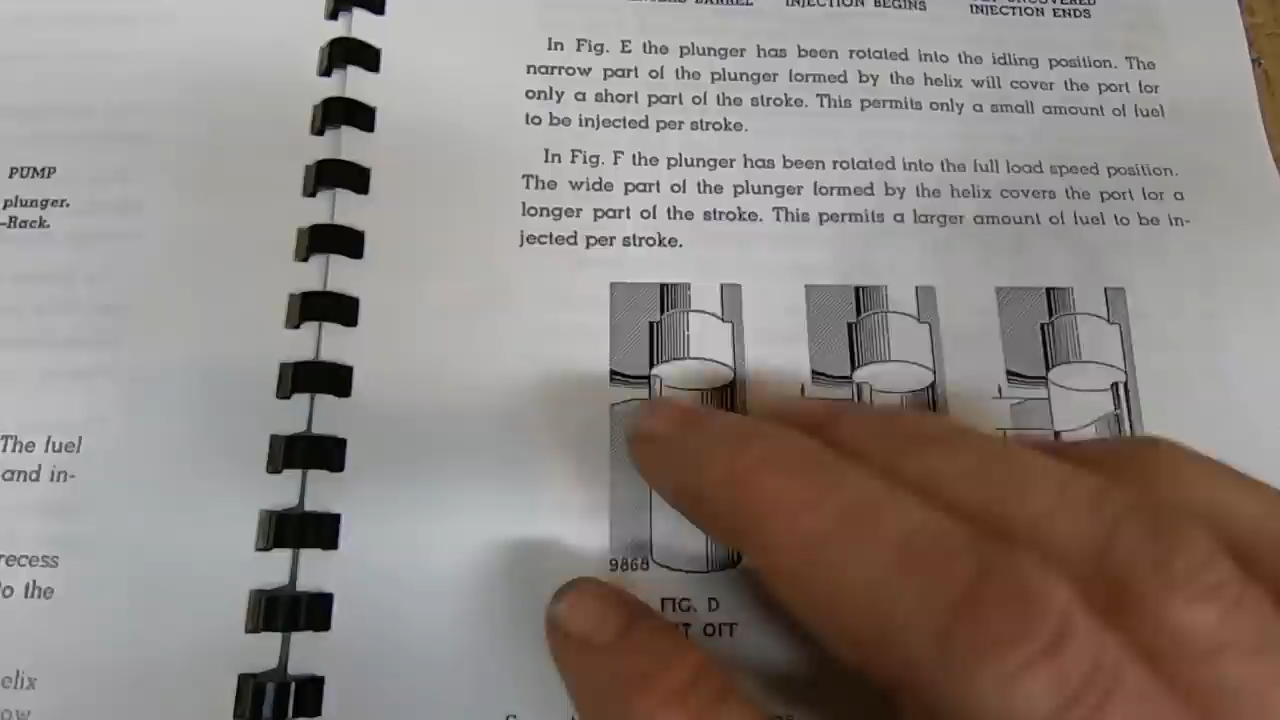 PUMP
plunger.
—Rack.
The fuel
and in-
recess
to the
helix
INJECTION BEGINS
INJECTION ENDS
In Fig. E the plunger has been rotated into the idling position. The
narrow part of the plunger formed by the helix will cover the port for
only a short part of the stroke. This permits only a small amount of fuel
to be injected per stroke.
In Fig. F the plunger has been rotated into the full load speed position.
The wide part of the plunger formed by the helix covers the port for a
longer part of the stroke. This permits a larger amount of fuel to be in-
jected per stroke.
9868
FIG. D